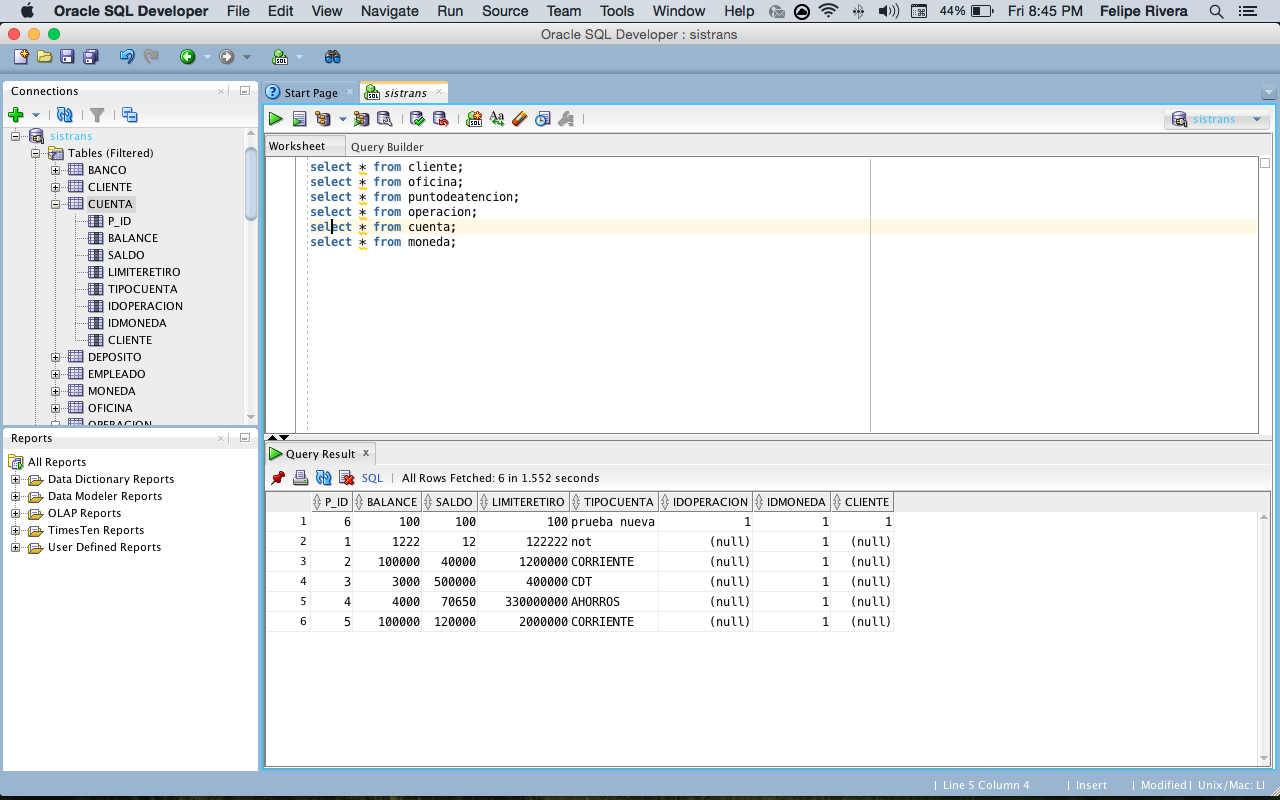 Oracle SQL Developer File Edit View Navigate Run Source Team Tools Window Help 44% Fri 8:45 PM Felipe Rivera
Oracle SQL Developer : sistrans
Connections
sistrans
Tables (Filtered)
BANCO
CLIENTE
CUENTA
P_ID
BALANCE
SALDO
LIMITERETIRO
TIPOCUENTA
IDOPERACION
IDMONEDA
CLIENTE
DEPOSITO
EMPLEADO
MONEDA
OFICINA
OPERACION
Reports
All Reports
Data Dictionary Reports
Data Modeler Reports
OLAP Reports
TimesTen Reports
User Defined Reports
Start Page sistrans
sistrans
Worksheet Query Builder
select * from cliente;
select * from oficina;
select * from puntodeatencion;
select * from operacion;
select * from cuenta;
select * from moneda;
Query Result
SQL | All Rows Fetched: 6 in 1.552 seconds
P_ID BALANCE SALDO LIMITERETIRO TIPOCUENTA IDOPERACION IDMONEDA CLIENTE
1 6 100 100 100 prueba nueva 1 1 1
2 1 1222 12 122222 not (null) 1 (null)
3 2 100000 40000 1200000 CORRIENTE (null) 1 (null)
4 3 3000 500000 400000 CDT (null) 1 (null)
5 4 4000 70650 330000000 AHORROS (null) 1 (null)
6 5 100000 120000 2000000 CORRIENTE (null) 1 (null)
| Line 5 Column 4 | Insert | Modified | Unix/Mac: LI